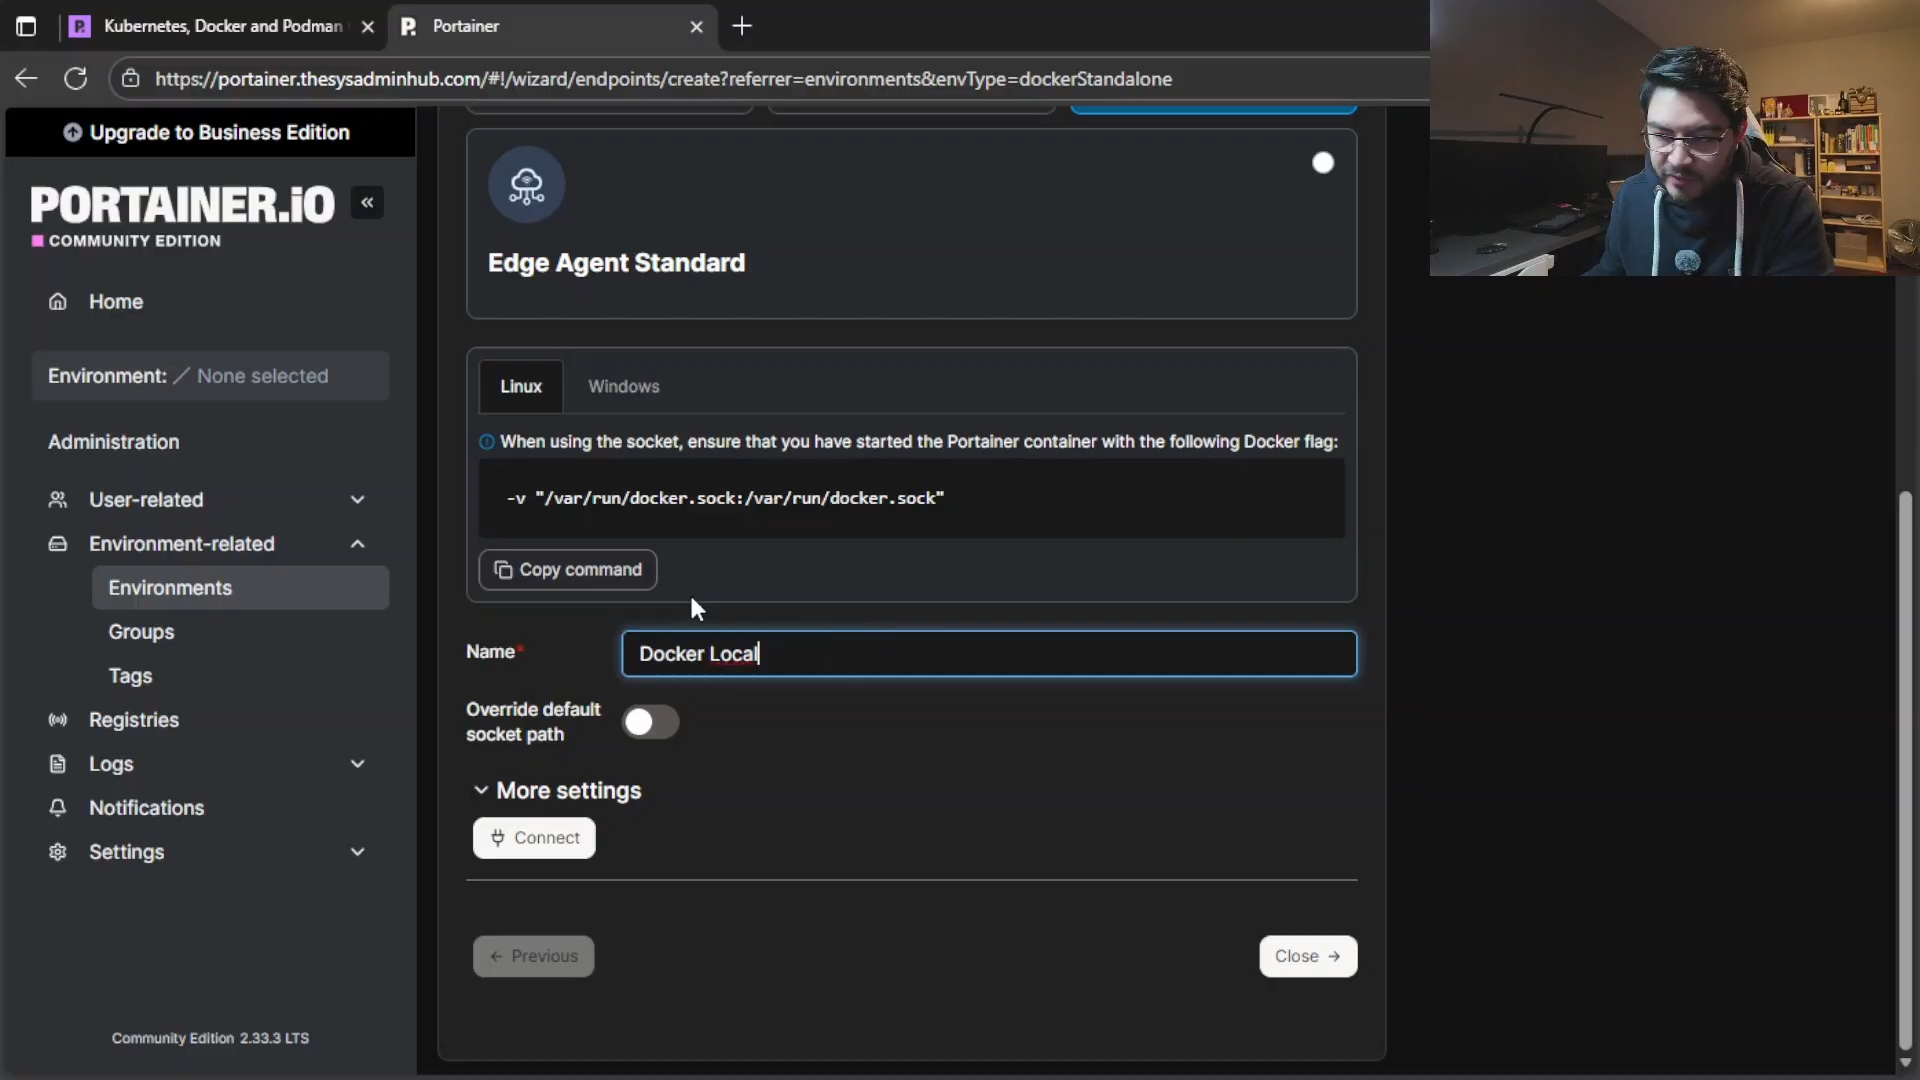 Kubernetes, Docker and Podman
Portainer
https://portainer.thesysadminhub.com/#!/wizard/endpoints/create?referrer=environments&envType=dockerStandalone
Upgrade to Business Edition
PORTAINER.iO
COMMUNITY EDITION
Home
Environment: / None selected
Administration
User-related
Environment-related
Environments
Groups
Tags
Registries
Logs
Notifications
Settings
Community Edition 2.33.3 LTS
Edge Agent Standard
Linux
Windows
When using the socket, ensure that you have started the Portainer container with the following Docker flag:
-v "/var/run/docker.sock:/var/run/docker.sock"
Copy command
Name*
Docker Local
Override default
socket path
More settings
Connect
← Previous
Close →